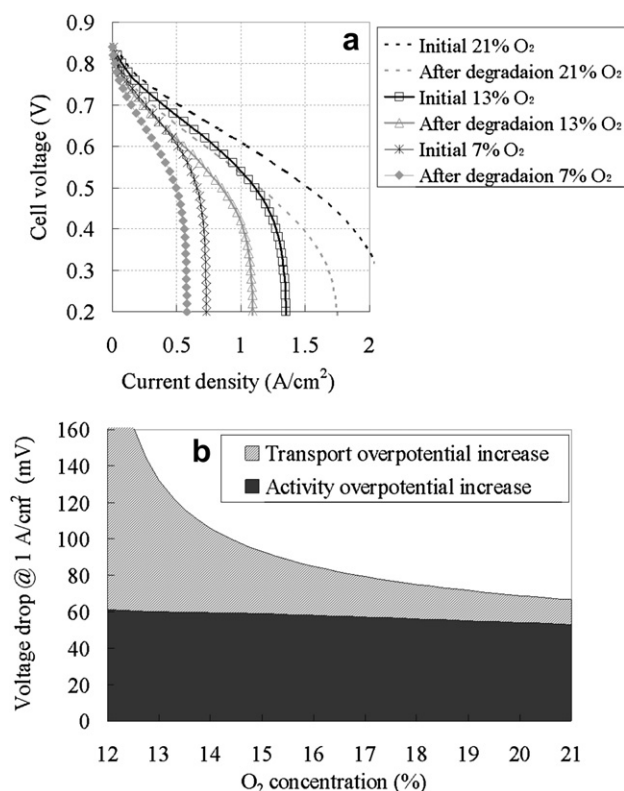 a
Initial 21% O₂
After degradaion 21% O₂
Initial 13% O₂
After degradaion 13% O₂
Initial 7% O₂
After degradaion 7% O₂
Cell voltage (V)
0.9
0.8
0.7
0.6
0.5
0.4
0.3
0.2
0 0.5 1 1.5 2
Current density (A/cm²)
b
Transport overpotential increase
Activity overpotential increase
Voltage drop @ 1 A/cm² (mV)
160
140
120
100
80
60
40
20
0
12 13 14 15 16 17 18 19 20 21
O₂ concentration (%)